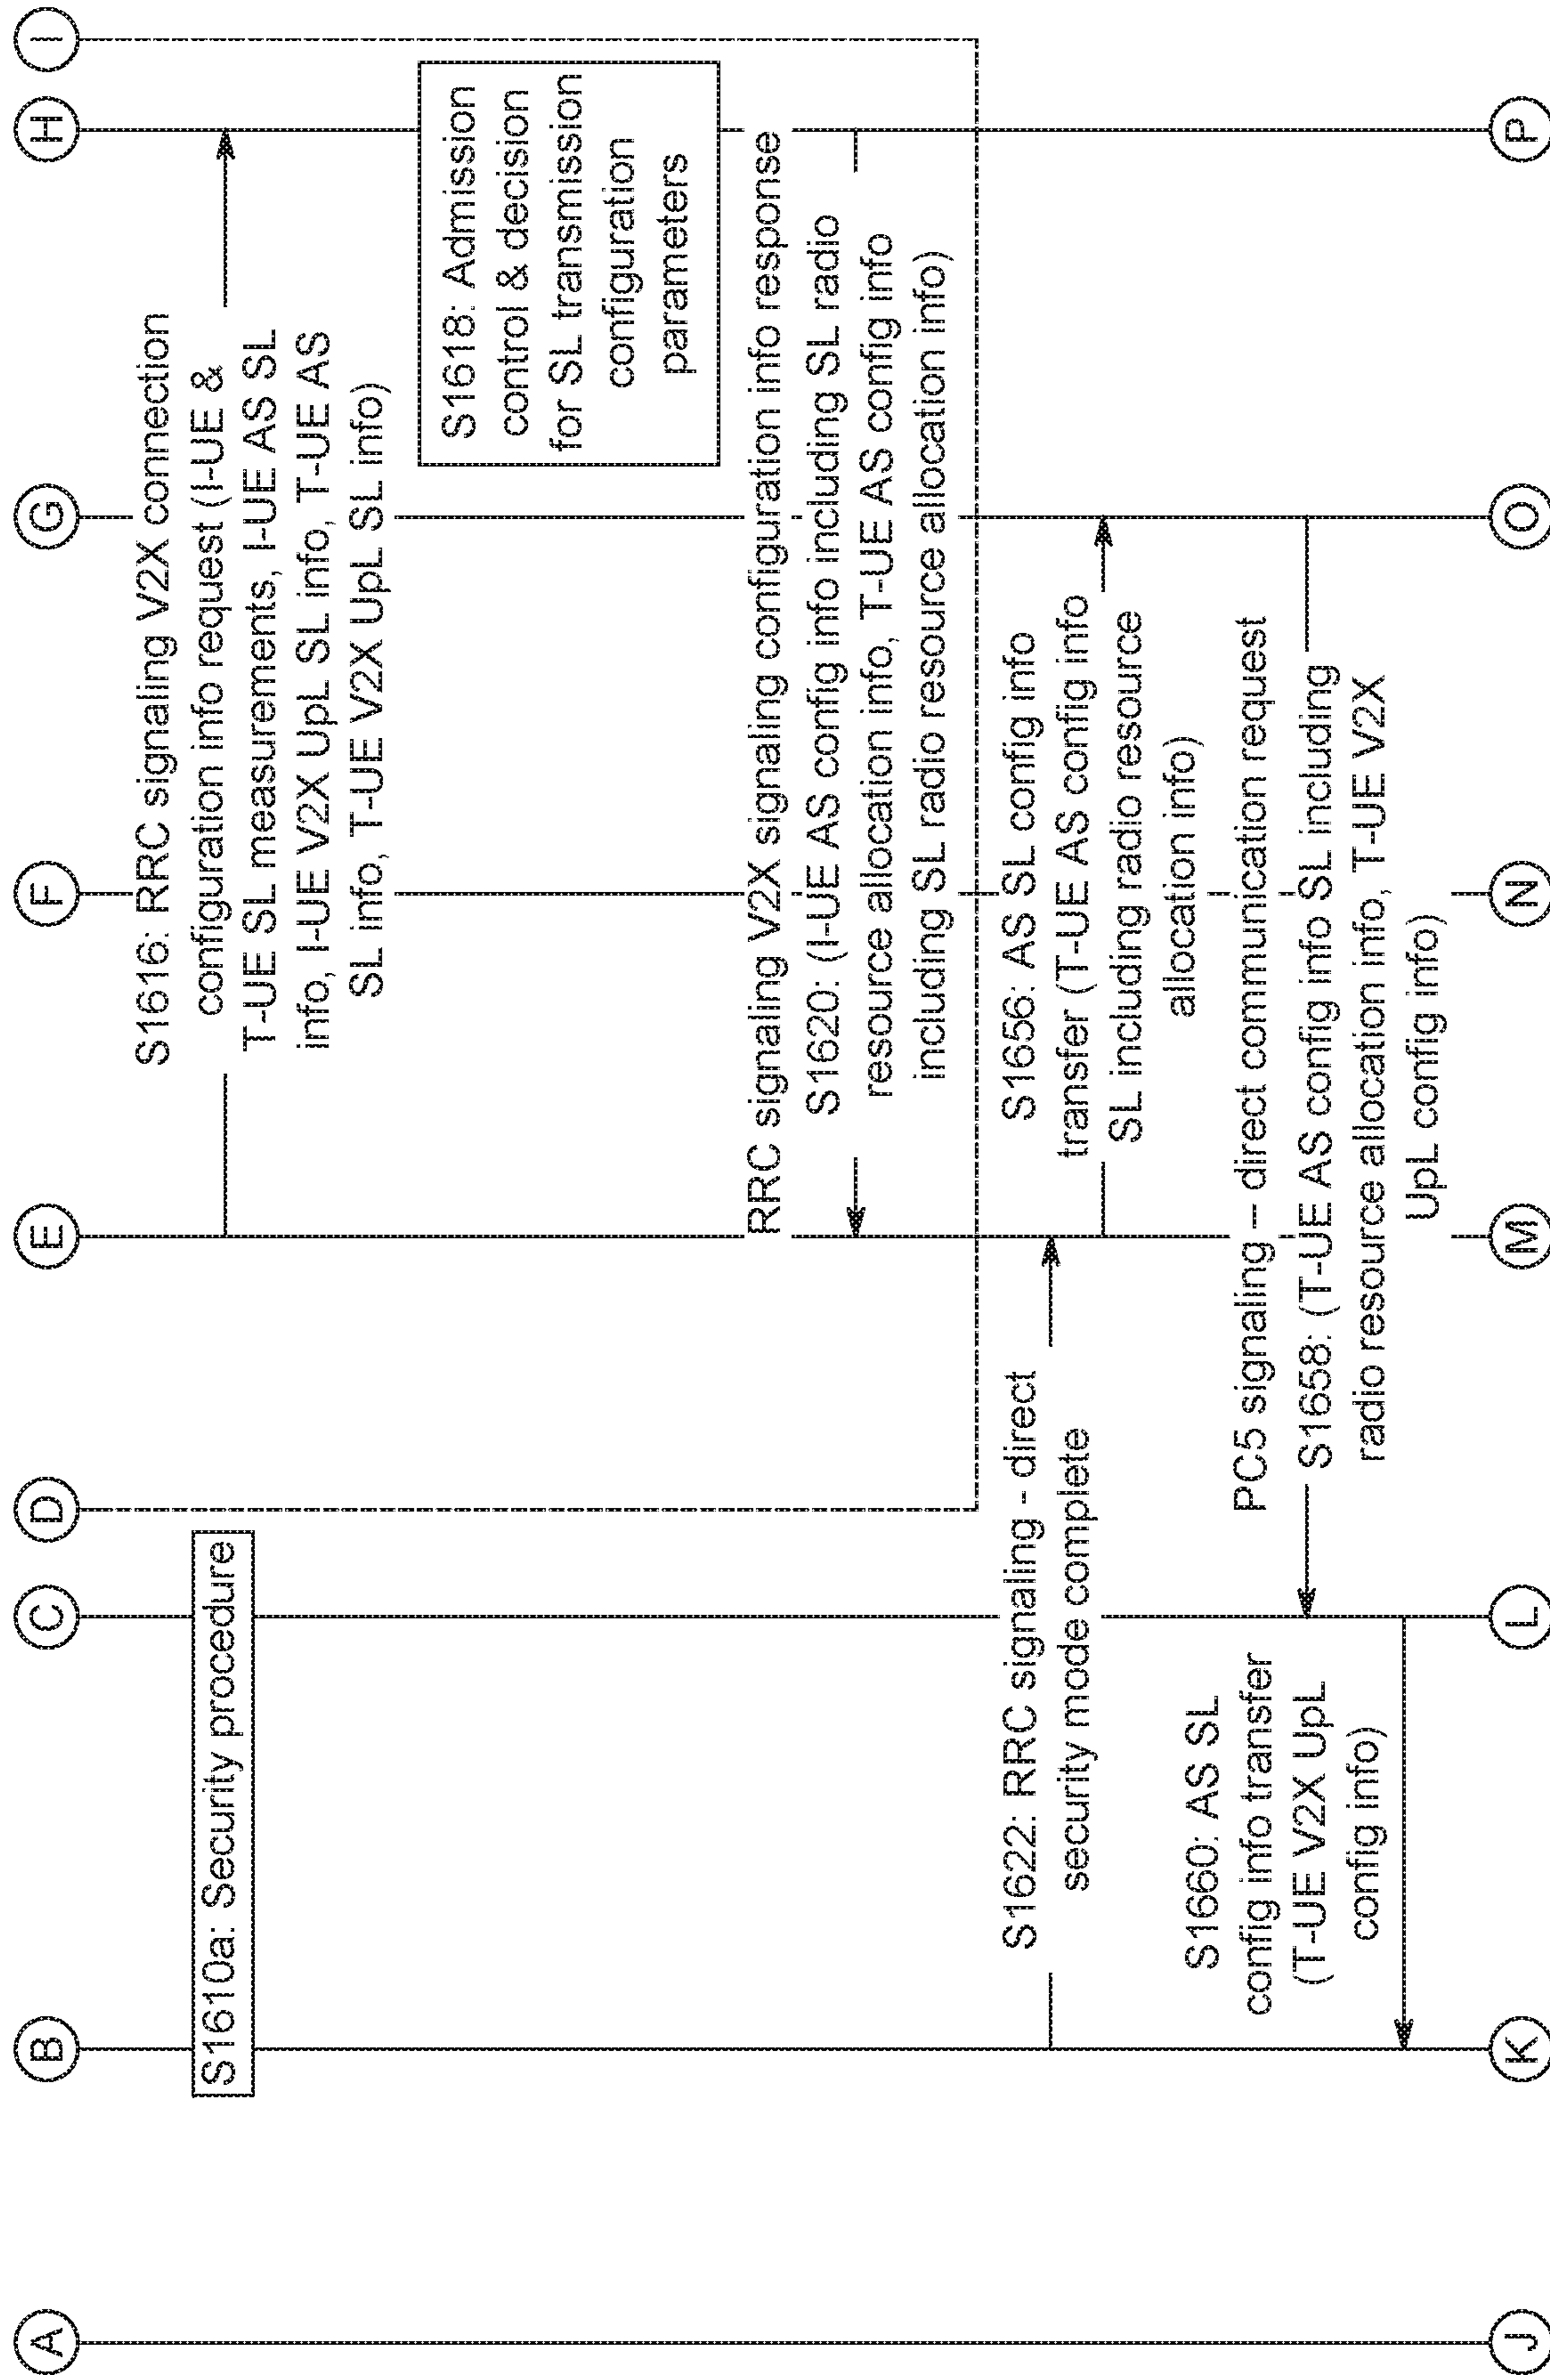 A
B
C
D
E
F
G
H
I
S1610a: Security procedure
S1616: RRC signaling V2X connection
configuration info request (I-UE &
T-UE SL measurements, I-UE AS SL
info, I-UE V2X UpL SL info, T-UE AS
SL info, T-UE V2X UpL SL info)
S1618: Admission
control & decision
for SL transmission
configuration
parameters
RRC signaling V2X signaling configuration info response
S1620: (I-UE AS config info including SL radio
resource allocation info, T-UE AS config info
including SL radio resource allocation info)
S1622: RRC signaling - direct
security mode complete
S1656: AS SL config info
transfer (T-UE AS config info
SL including radio resource
allocation info)
PC5 signaling – direct communication request
S1658: (T-UE AS config info SL including
radio resource allocation info, T-UE V2X
UpL config info)
S1660: AS SL
config info transfer
(T-UE V2X UpL
config info)
J
K
L
M
N
O
P